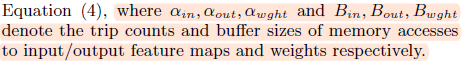 Equation (4), where α_in, α_out, α_wght and B_in, B_out, B_wght
denote the trip counts and buffer sizes of memory accesses
to input/output feature maps and weights respectively.